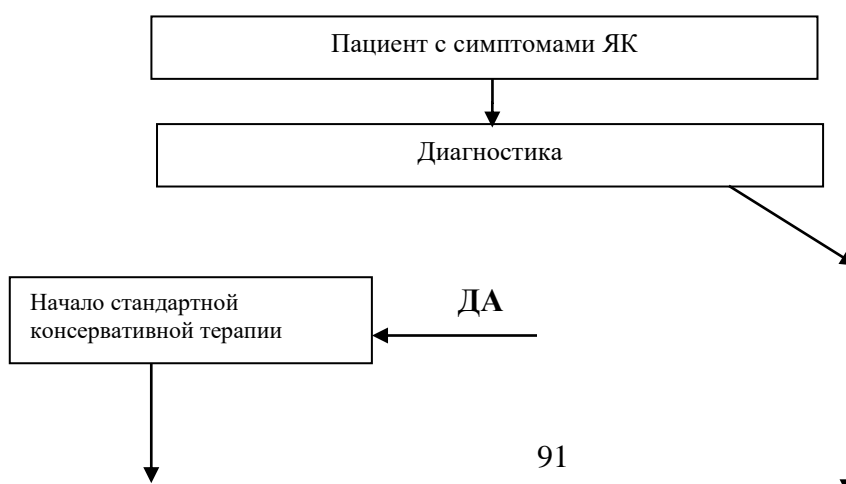 Пациент с симптомами ЯК
Диагностика
Начало стандартной
консервативной терапии
ДА
91